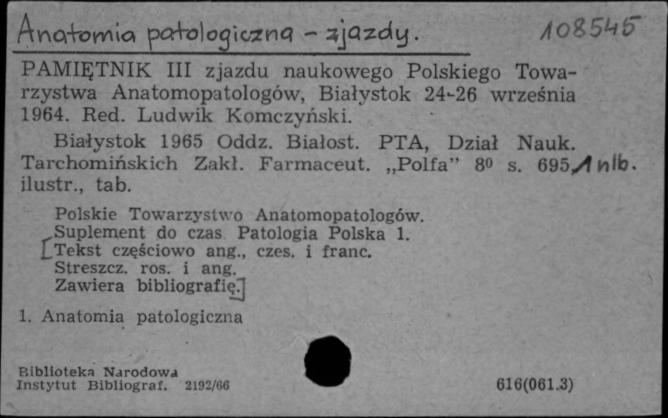 Anatomia patologiczna - zjazdy. 108545
PAMIĘTNIK III zjazdu naukowego Polskiego Towa-
rzystwa Anatomopatologów, Białystok 24-26 września
1964. Red. Ludwik Komczyński.
Białystok 1965 Oddz. Białost. PTA, Dział Nauk.
Tarchomińskich Zakł. Farmaceut. „Polfa” 8⁰ s. 695, 1 nlb.
ilustr., tab.
Polskie Towarzystwo Anatomopatologów.
Suplement do czas. Patologia Polska 1.
[Tekst częściowo ang., czes. i franc.
Streszcz. ros. i ang.
Zawiera bibliografię.]
1. Anatomia patologiczna
Biblioteka Narodowa
Instytut Bibliograf. 2192/66 616(061.3)